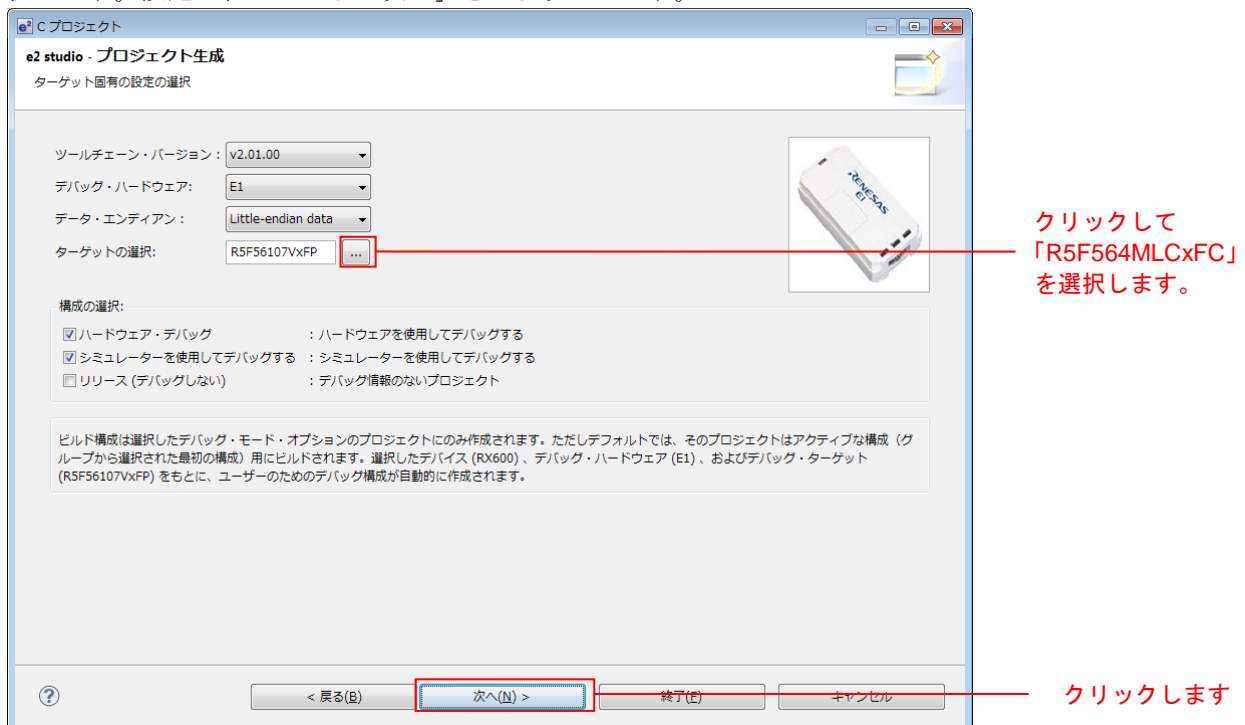 C プロジェクト
e2 studio - プロジェクト生成
ターゲット固有の設定の選択
ツールチェーン・バージョン : v2.01.00
デバッグ・ハードウェア: E1
データ・エンディアン : Little-endian data
ターゲットの選択: R5F56107VxFP ...
RENESAS
E1
クリックして
「R5F564MLCxFC」
を選択します。
構成の選択:
ハードウェア・デバッグ : ハードウェアを使用してデバッグする
シミュレーターを使用してデバッグする : シミュレーターを使用してデバッグする
リリース (デバッグしない) : デバッグ情報のないプロジェクト
ビルド構成は選択したデバッグ・モード・オプションのプロジェクトにのみ作成されます。ただしデフォルトでは、そのプロジェクトはアクティブな構成（グ
ループから選択された最初の構成）用にビルドされます。選択したデバイス (RX600) 、デバッグ・ハードウェア (E1) 、およびデバッグ・ターゲット
(R5F56107VxFP) をもとに、ユーザーのためのデバッグ構成が自動的に作成されます。
< 戻る(B) 次へ(N) > 終了(F) キャンセル
クリックします